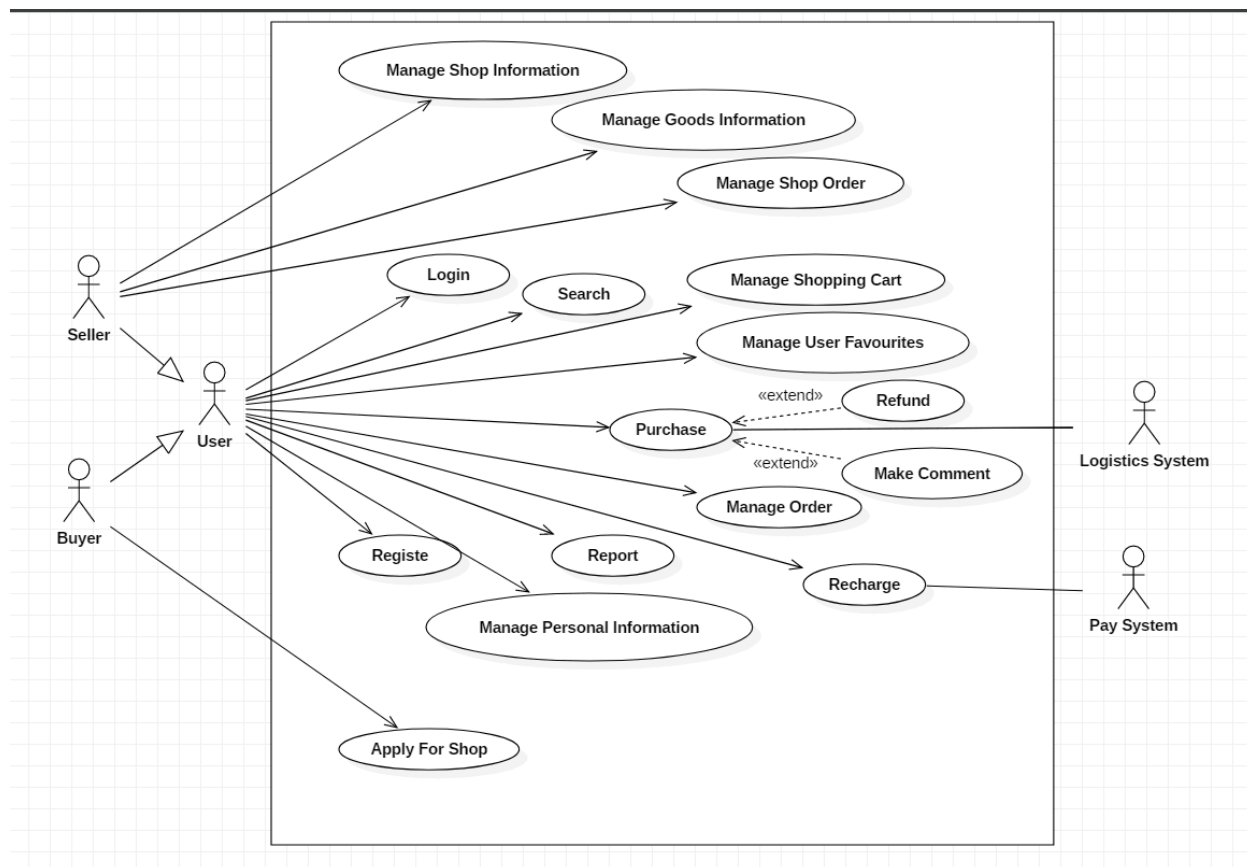 Manage Shop Information
Manage Goods Information
Manage Shop Order
Login
Search
Manage Shopping Cart
Seller
Manage User Favourites
User
«extend»
Refund
Purchase
Logistics System
«extend»
Make Comment
Manage Order
Buyer
Registe
Report
Recharge
Pay System
Manage Personal Information
Apply For Shop